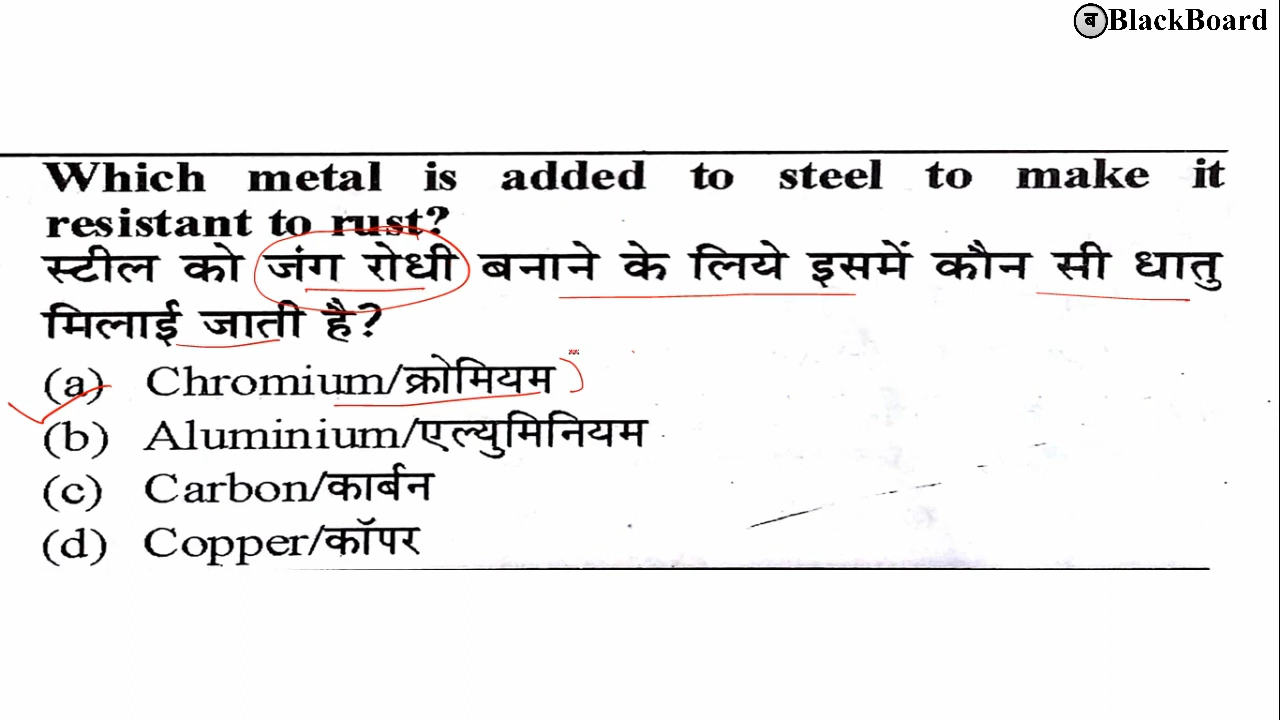 ब BlackBoard
Which metal is added to steel to make it
resistant to rust?
स्टील को जंग रोधी बनाने के लिये इसमें कौन सी धातु
मिलाई जाती है?
(a) Chromium/क्रोमियम
(b) Aluminium/एल्युमिनियम
(c) Carbon/कार्बन
(d) Copper/कॉपर